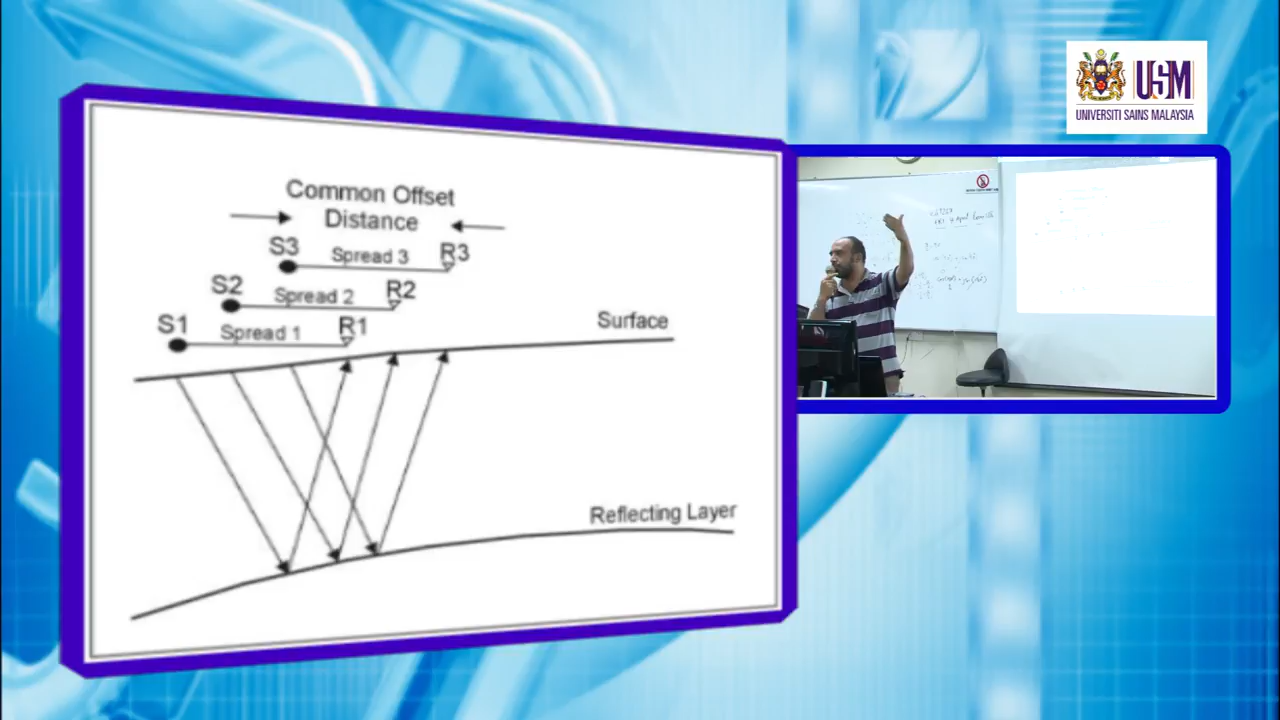 Common Offset
Distance
S3
Spread 3
R3
S2
Spread 2
R2
S1
Spread 1
R1
Surface
Reflecting Layer
USM
UNIVERSITI SAINS MALAYSIA